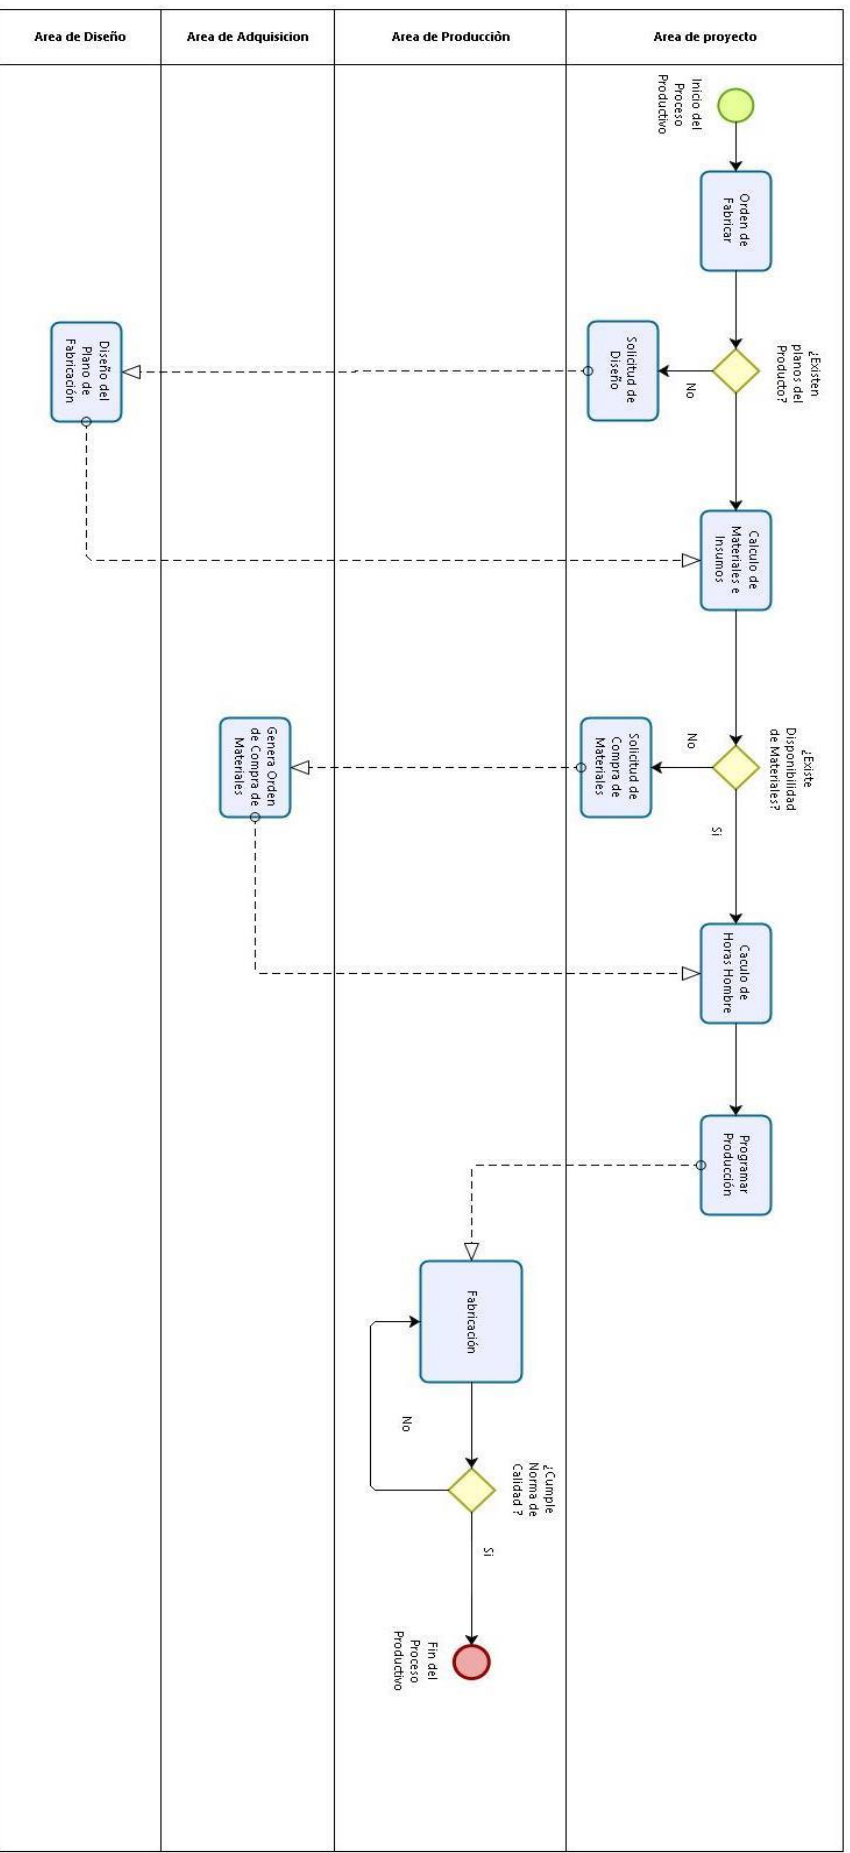 Area de Diseño
Area de Adquisicion
Area de Producciòn
Area de proyecto
Inicio del
Proceso
Productivo
Orden de
Fabricar
¿Existen
planos del
Producto?
No
Solicitud de
Diseño
Diseño del
Plano de
Fabricación
Calculo de
Materiales e
Insumos
¿Existe
Disponibilidad
de Materiales?
No
Si
Solicitud de
Compra de
Materiales
Genera Orden
de Compra de
Materiales
Caculo de
Horas Hombre
Programar
Producción
Fabricación
No
¿Cumple
Norma de
Calidad ?
Si
Fin del
Proceso
Productivo